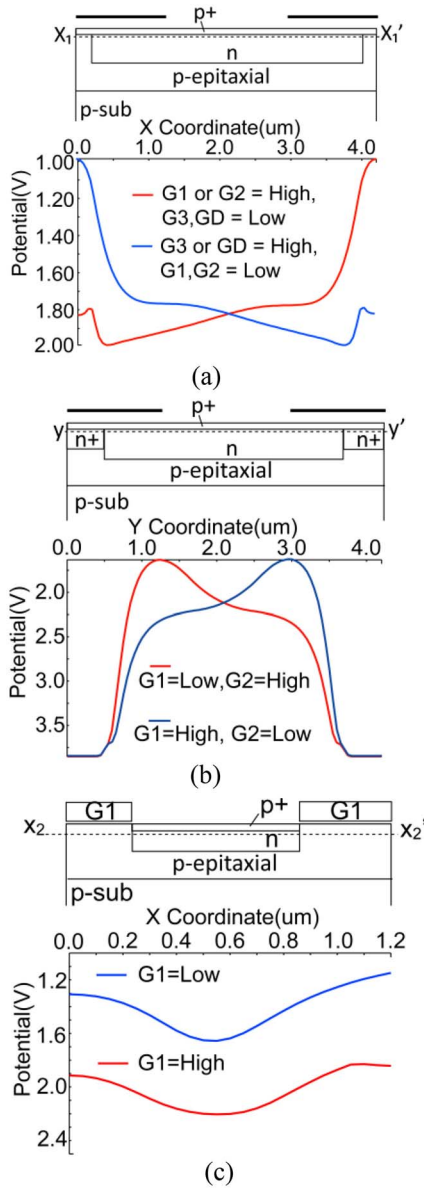 p+
X₁ X₁’
n
p-epitaxial
p-sub
X Coordinate(um)
0.0 1.0 2.0 3.0 4.0
Potential(V)
1.00
1.20
1.40
1.60
1.80
2.00
G1 or G2 = High,
G3,GD = Low
G3 or GD = High,
G1,G2 = Low
(a)
p+
y y’
n+ n n+
p-epitaxial
p-sub
Y Coordinate(um)
0.0 1.0 2.0 3.0 4.0
Potential(V)
2.0
2.5
3.0
3.5
G1=Low,G2=High
G1=High, G2=Low
(b)
G1 p+ G1
x₂ x₂’
n
p-epitaxial
p-sub
X Coordinate(um)
0.0 0.2 0.4 0.6 0.8 1.0 1.2
Potential(V)
1.2
1.6
2.0
2.4
G1=Low
G1=High
(c)